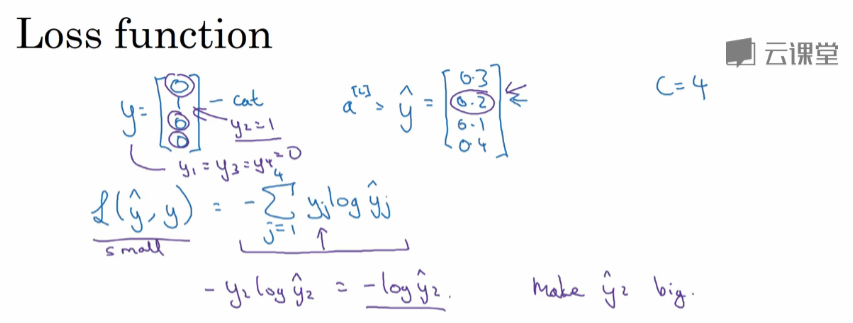 Loss function
云课堂
y = [0 1 0 0] - cat
y₂ = 1
y₁ = y₃ = y₄ = 0
a^[L] = ŷ = [0.3 0.2 0.1 0.4]
C = 4
ℒ(ŷ, y) = - ∑_{j=1}^{4} yⱼ log ŷⱼ
small
- y₂ log ŷ₂ = - log ŷ₂. Make ŷ₂ big.